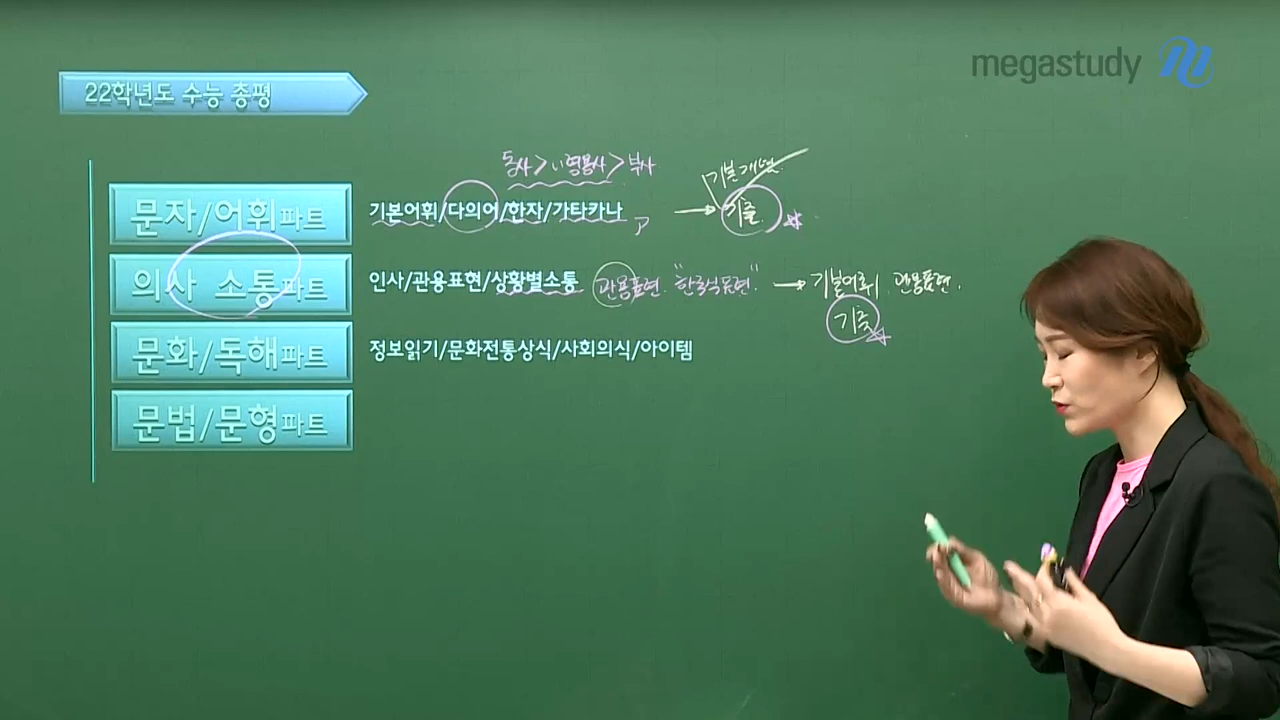 megastudy
22학년도 수능 총평
동사 > い형용사 > 부사
기본개념
문자/어휘파트
기본어휘/다의어/한자/가타카나
기출
의사 소통파트
인사/관용표현/상황별소통
관용표현 "한국식표현"
기본어휘, 관용표현.
기출
문화/독해파트
정보읽기/문화전통상식/사회의식/아이템
문법/문형파트